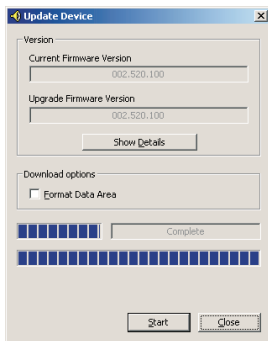 Update Device
Version
Current Firmware Version
002.520.100
Upgrade Firmware Version
002.520.100
Show Details
Download options
Format Data Area
Complete
Start
Close